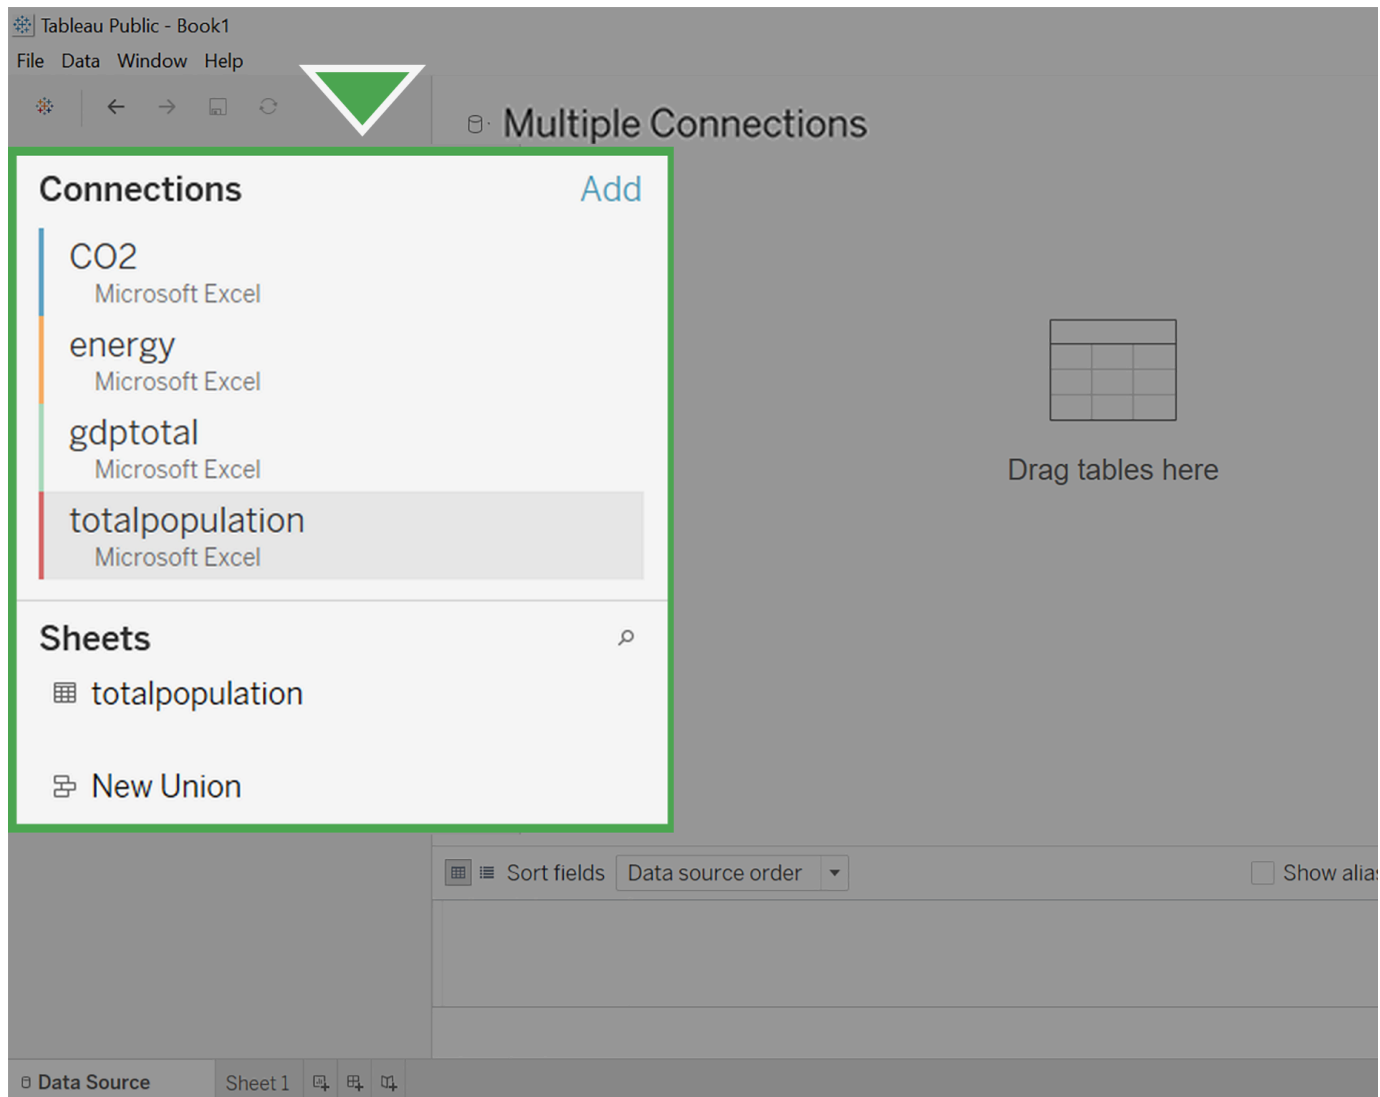 Tableau Public - Book1
File Data Window Help
Multiple Connections
Connections Add
CO2
Microsoft Excel
energy
Microsoft Excel
gdptotal
Microsoft Excel
totalpopulation
Microsoft Excel
Sheets
totalpopulation
New Union
Drag tables here
Sort fields Data source order Show alias
Data Source Sheet 1